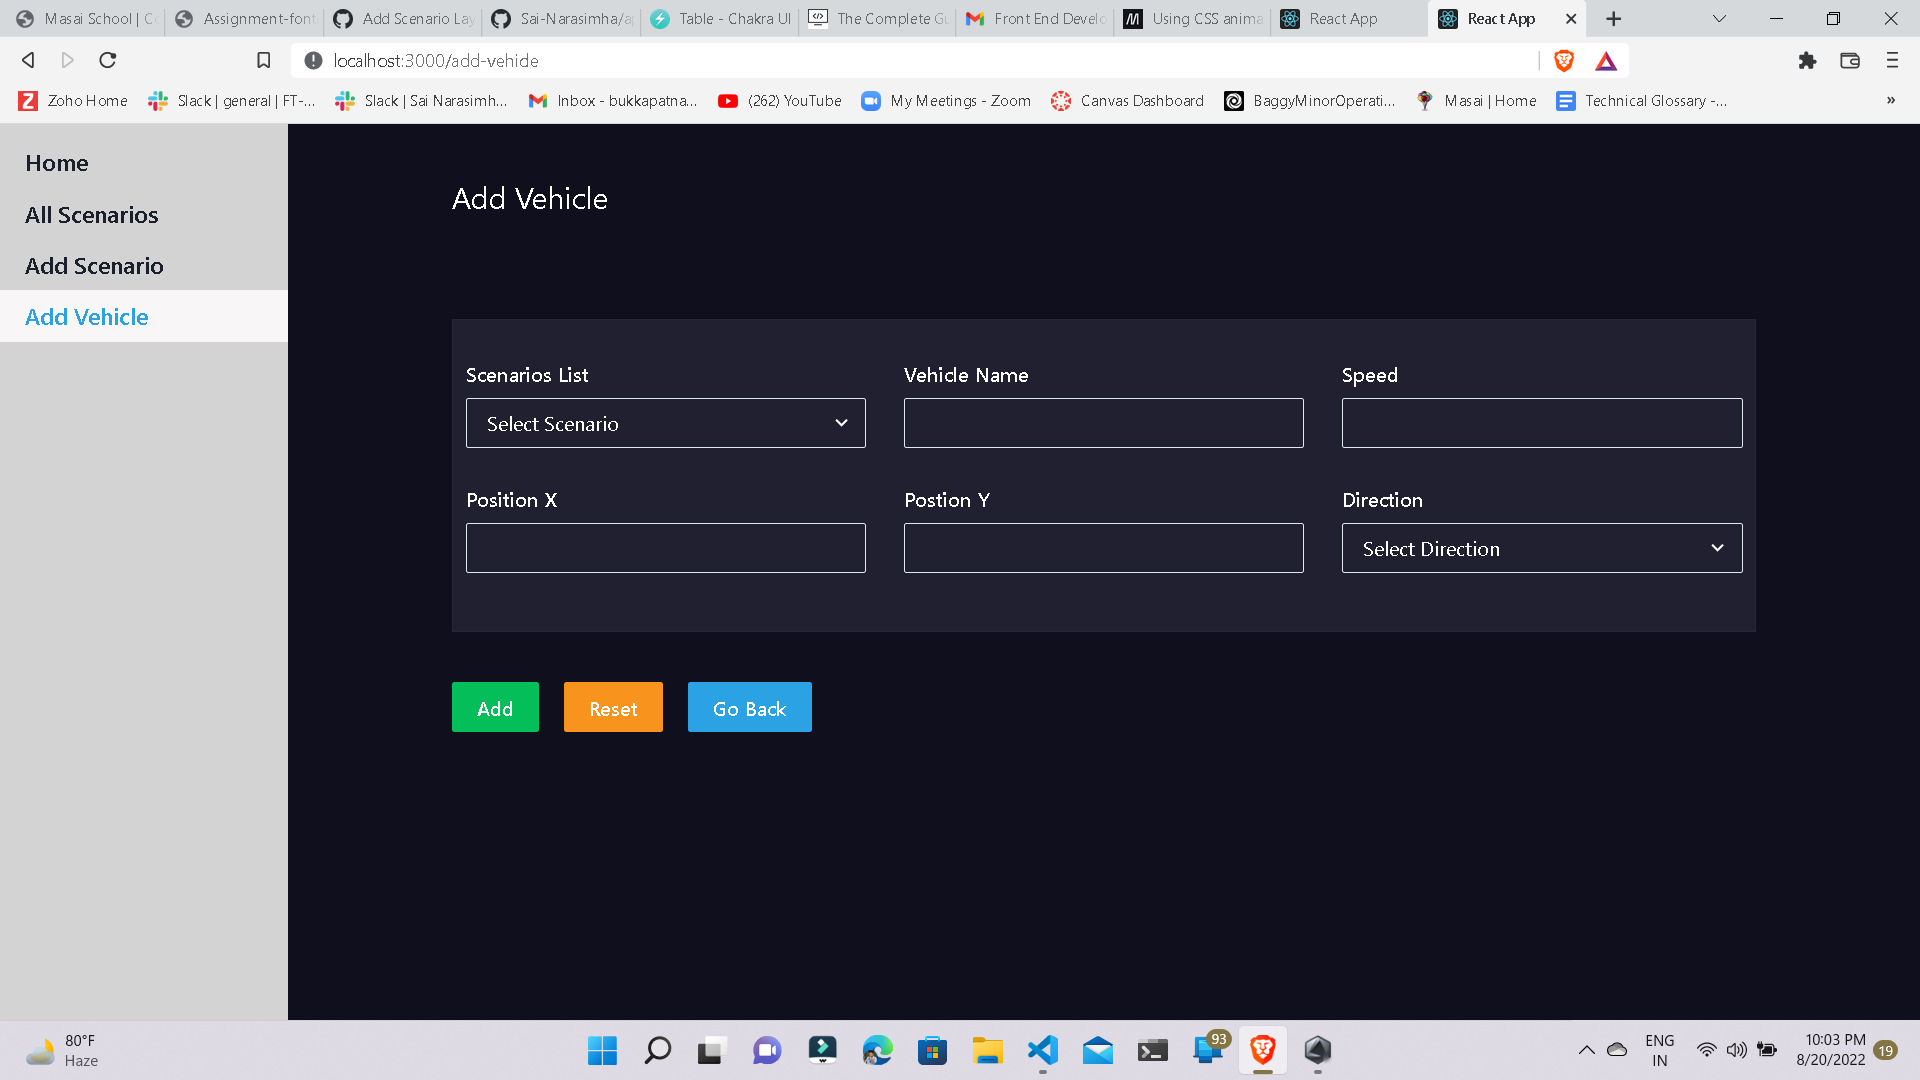 Masai School | Co
Assignment-font
Add Scenario Lay
Sai-Narasimha/a
Table - Chakra UI
The Complete Gu
Front End Develo
Using CSS anima
React App
React App
localhost:3000/add-vehicle
Zoho Home
Slack | general | FT-...
Slack | Sai Narasimh...
Inbox - bukkapatna...
(262) YouTube
My Meetings - Zoom
Canvas Dashboard
BaggyMinorOperati...
Masai | Home
Technical Glossary -...
»
Home
All Scenarios
Add Scenario
Add Vehicle
Add Vehicle
Scenarios List
Vehicle Name
Speed
Select Scenario
Position X
Postion Y
Direction
Select Direction
Add
Reset
Go Back
80°F
Haze
93
ENG
IN
10:03 PM
8/20/2022
19